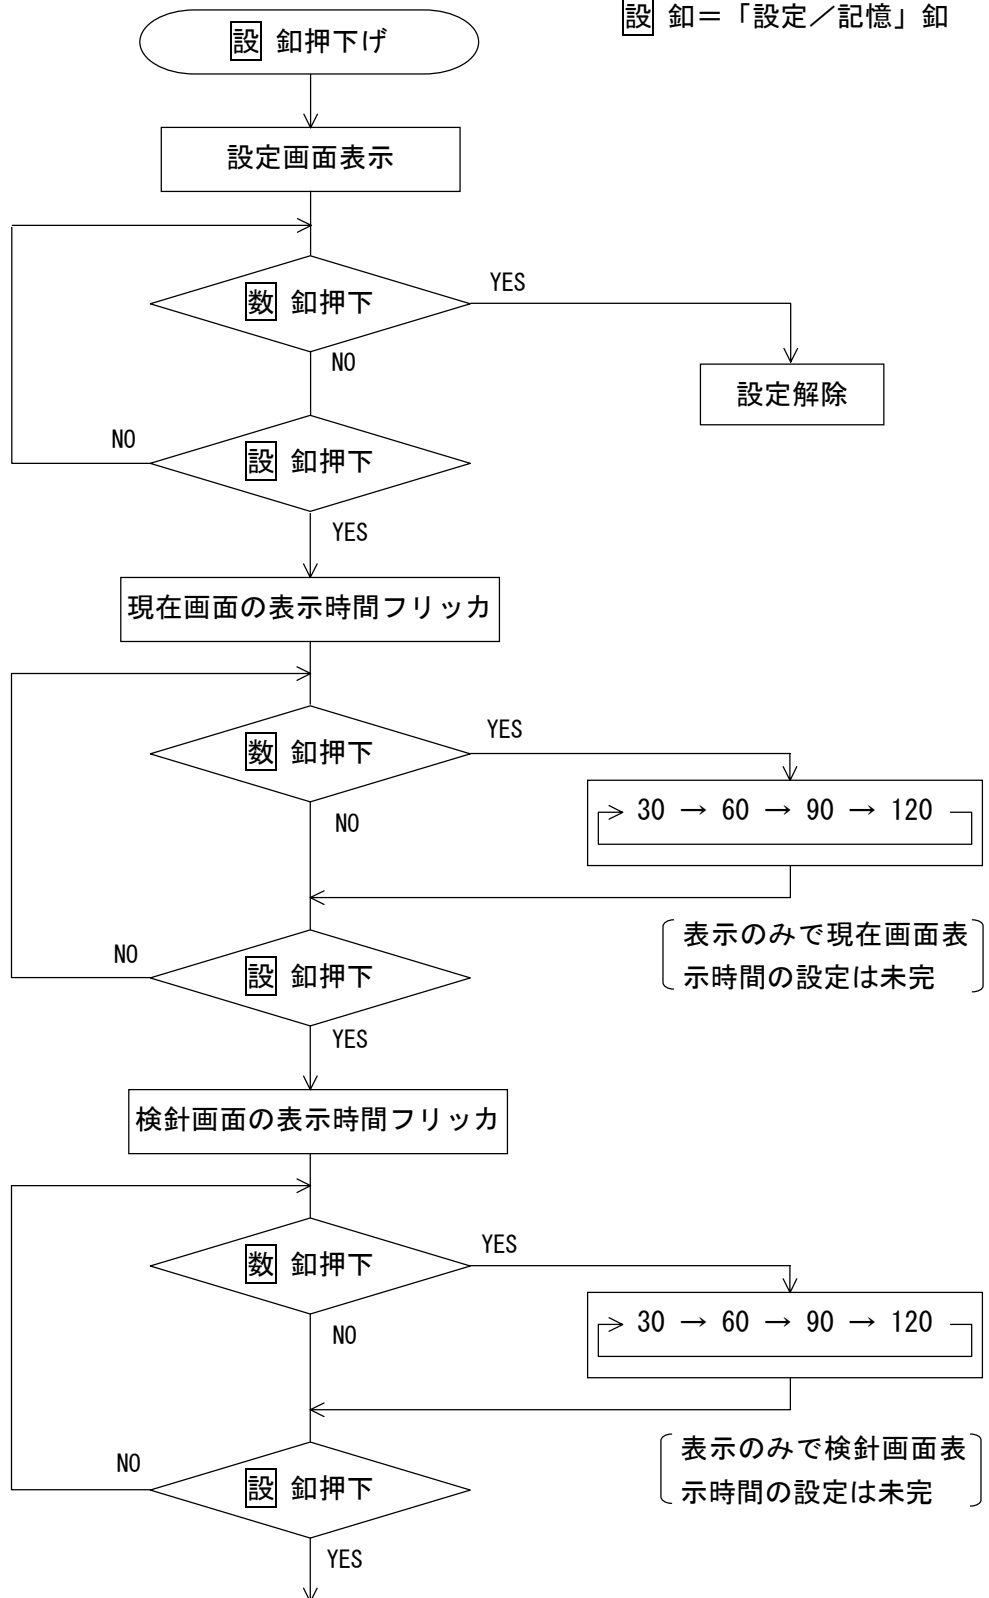 設 釦=「設定／記憶」釦
設 釦押下げ
設定画面表示
数 釦押下
YES
NO
設定解除
設 釦押下
NO
YES
現在画面の表示時間フリッカ
数 釦押下
YES
30 → 60 → 90 → 120
NO
表示のみで現在画面表
示時間の設定は未完
NO
設 釦押下
YES
検針画面の表示時間フリッカ
数 釦押下
YES
30 → 60 → 90 → 120
NO
表示のみで検針画面表
示時間の設定は未完
NO
設 釦押下
YES